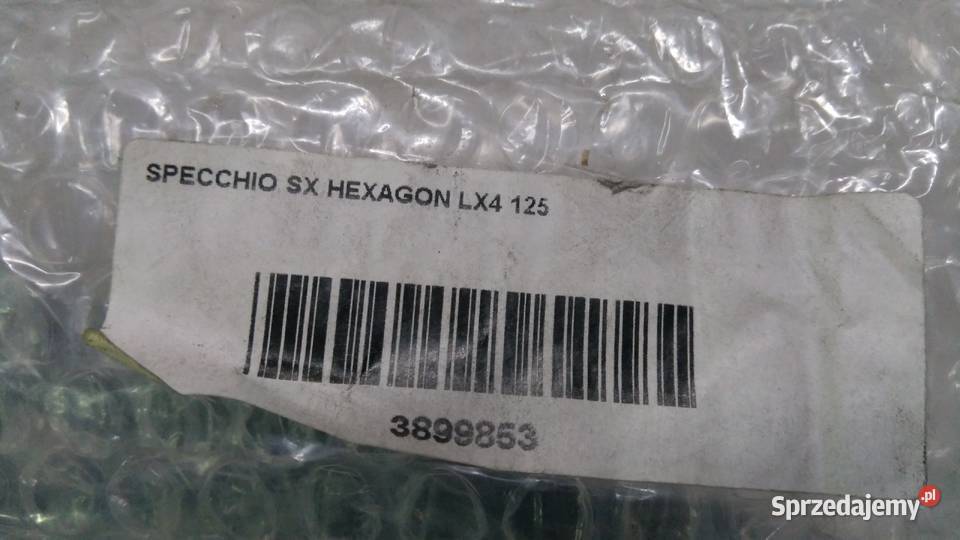 SPECCHIO SX HEXAGON LX4 125
3899853
Sprzedajemy.pl